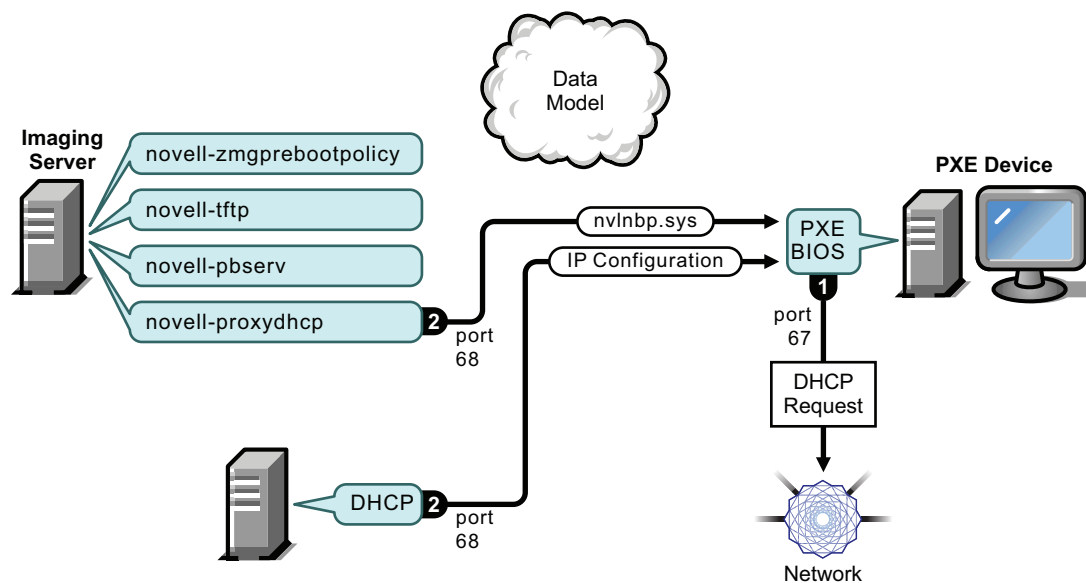 Data
Model
Imaging
Server
novell-zmgprebootpolicy
novell-tftp
novell-pbserv
novell-proxydhcp
2
port
68
nvlnbp.sys
IP Configuration
PXE
BIOS
PXE Device
1
port
67
DHCP
Request
Network
DHCP
2
port
68